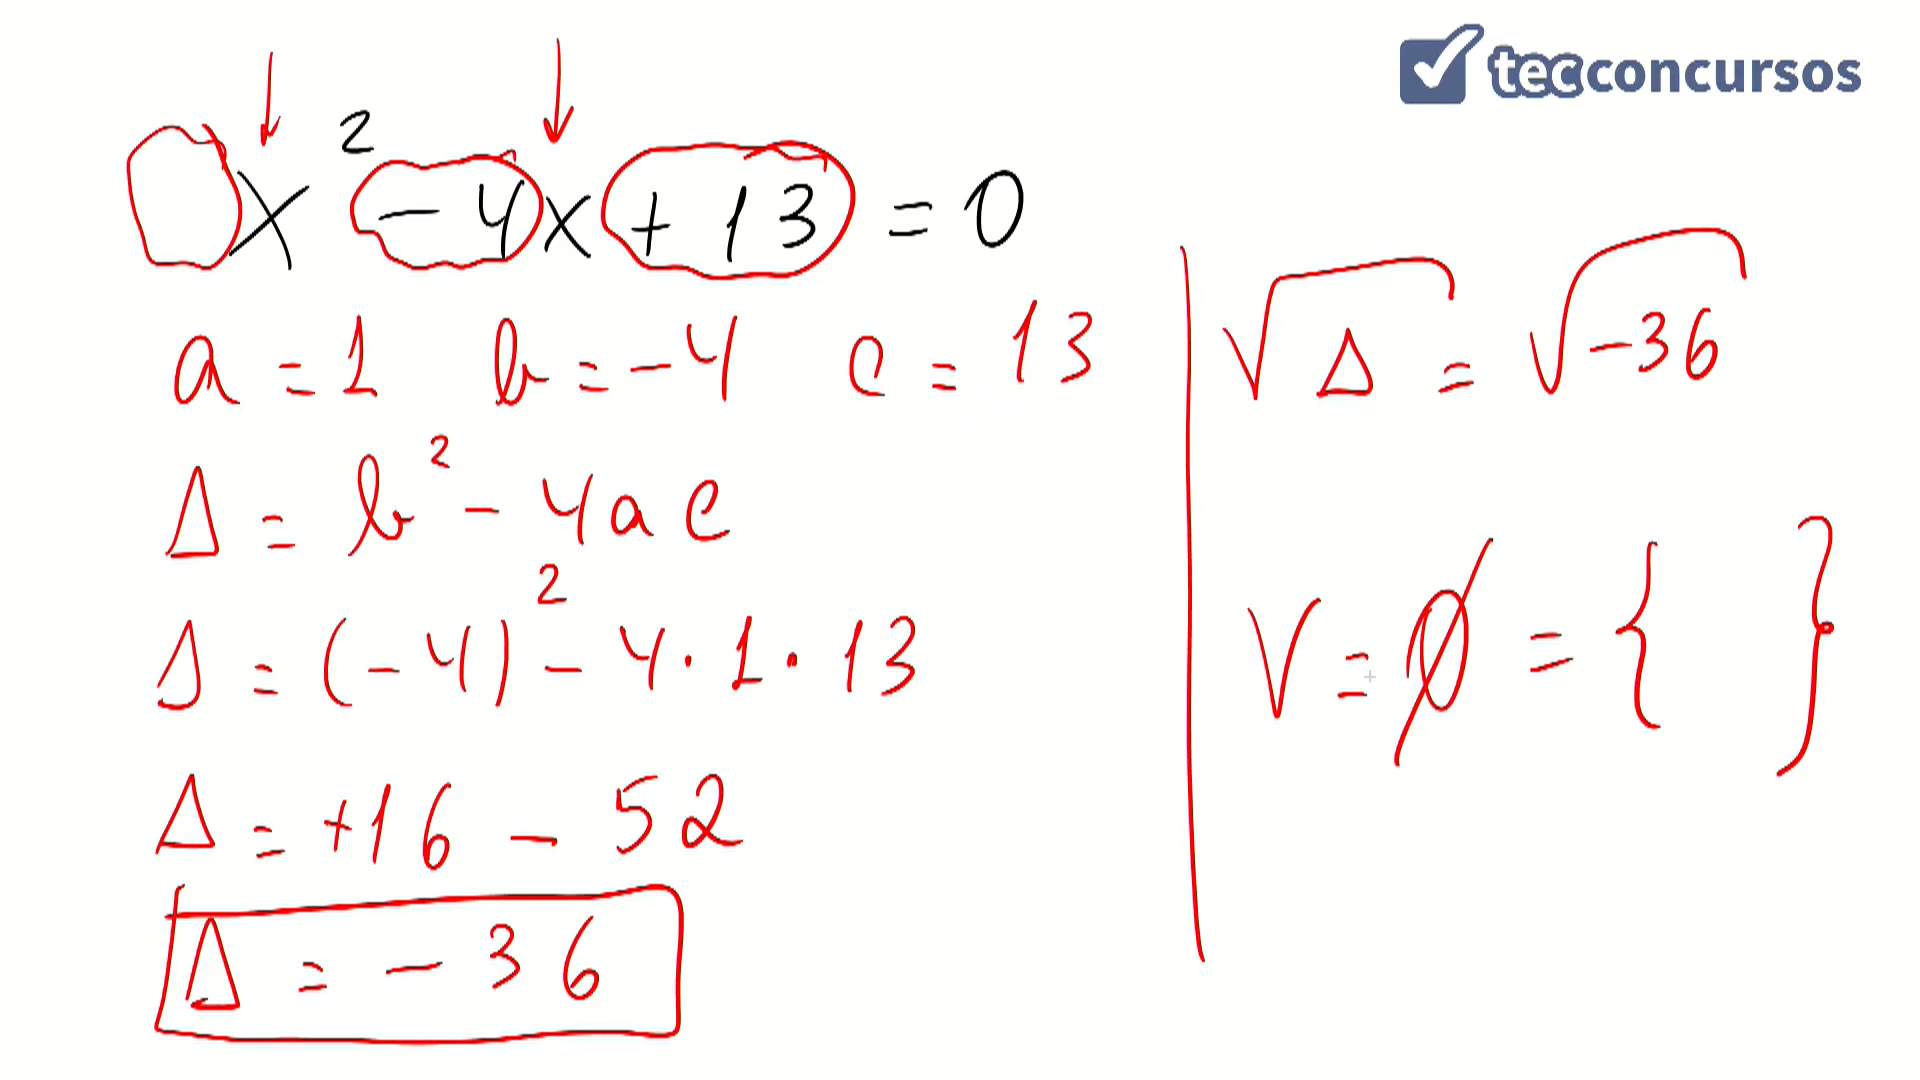 tecconcursos
x² - 4x + 13 = 0
a = 1 b = -4 c = 13
Δ = b² - 4ac
Δ = (-4)² - 4 · 1 · 13
Δ = +16 - 52
Δ = -36
√Δ = √-36
V = ∅ = { }